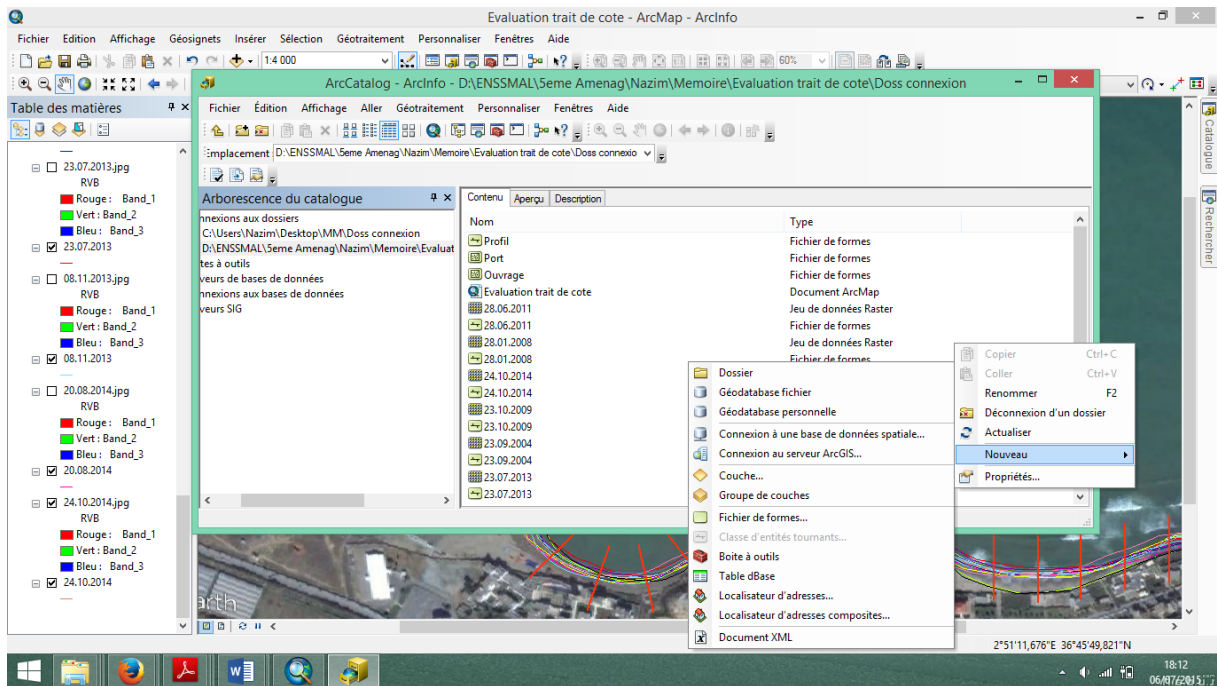 Evaluation trait de cote - ArcMap - ArcInfo
Fichier Edition Affichage Géosignets Insérer Sélection Géotraitement Personnaliser Fenêtres Aide
1:4 000
60%
Table des matières
23.07.2013.jpg
RVB
Rouge : Band_1
Vert : Band_2
Bleu : Band_3
23.07.2013
08.11.2013.jpg
RVB
Rouge : Band_1
Vert : Band_2
Bleu : Band_3
08.11.2013
20.08.2014.jpg
RVB
Rouge : Band_1
Vert : Band_2
Bleu : Band_3
20.08.2014
24.10.2014.jpg
RVB
Rouge : Band_1
Vert : Band_2
Bleu : Band_3
24.10.2014
ArcCatalog - ArcInfo - D:\ENSSMAL\5eme Amenag\Nazim\Memoire\Evaluation trait de cote\Doss connexion
Fichier Édition Affichage Aller Géotraitement Personnaliser Fenêtres Aide
Emplacement: D:\ENSSMAL\5eme Amenag\Nazim\Memoire\Evaluation trait de cote\Doss connexio
Arborescence du catalogue
nnexions aux dossiers
C:\Users\Nazim\Desktop\MM\Doss connexion
D:\ENSSMAL\5eme Amenag\Nazim\Memoire\Evaluat
tes à outils
veurs de bases de données
nnexions aux bases de données
veurs SIG
Contenu Aperçu Description
Nom Type
Profil Fichier de formes
Port Fichier de formes
Ouvrage Fichier de formes
Evaluation trait de cote Document ArcMap
28.06.2011 Jeu de données Raster
28.06.2011 Fichier de formes
28.01.2008 Jeu de données Raster
28.01.2008 Fichier de formes
24.10.2014
24.10.2014
23.10.2009
23.10.2009
23.09.2004
23.09.2004
23.07.2013
23.07.2013
Dossier
Géodatabase fichier
Géodatabase personnelle
Connexion à une base de données spatiale...
Connexion au serveur ArcGIS...
Couche...
Groupe de couches
Fichier de formes...
Classe d'entités tournants...
Boite à outils
Table dBase
Localisateur d'adresses...
Localisateur d'adresses composites...
Document XML
Copier Ctrl+C
Coller Ctrl+V
Renommer F2
Déconnexion d'un dossier
Actualiser
Nouveau
Propriétés...
Catalogue
Rechercher
arth
2°51'11,676"E 36°45'49,821"N
18:12